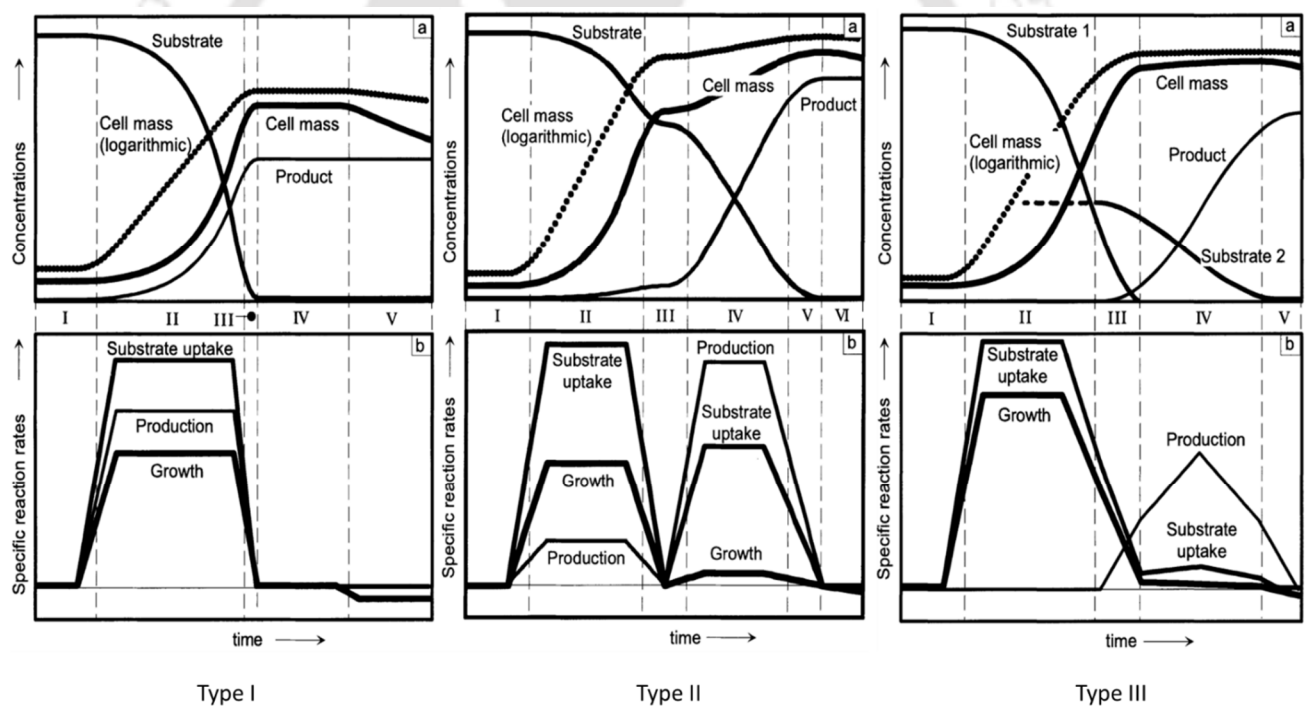 a
Substrate
Cell mass
(logarithmic)
Cell mass
Product
Concentrations
I II III IV V
b
Substrate uptake
Production
Growth
Specific reaction rates
time
Type I
a
Substrate
Cell mass
(logarithmic)
Cell mass
Product
Concentrations
I II III IV V VI
b
Substrate
uptake
Growth
Production
Production
Substrate
uptake
Growth
Specific reaction rates
time
Type II
a
Substrate 1
Cell mass
Cell mass
(logarithmic)
Product
Substrate 2
Concentrations
I II III IV V
b
Substrate
uptake
Growth
Production
Substrate
uptake
Specific reaction rates
time
Type III